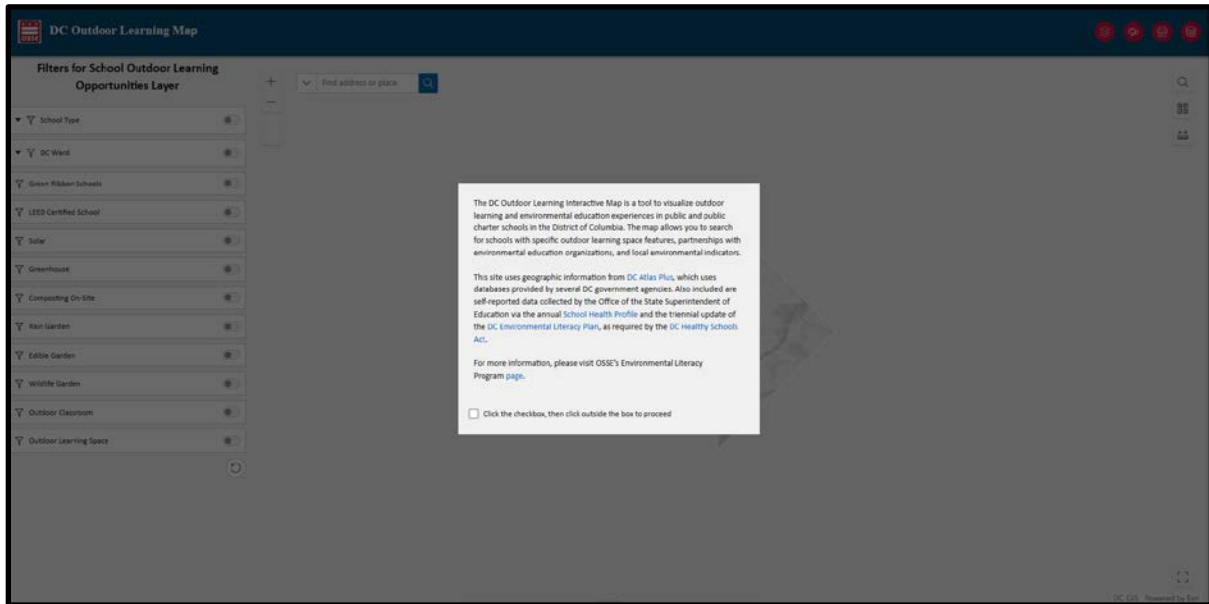 OSSE
DC Outdoor Learning Map
Filters for School Outdoor Learning
Opportunities Layer
School Type
DC Ward
Green Ribbon Schools
LEED Certified School
Solar
Greenhouse
Composting On-Site
Rain Garden
Edible Garden
Wildlife Garden
Outdoor Classroom
Outdoor Learning Space
Find address or place
The DC Outdoor Learning Interactive Map is a tool to visualize outdoor
learning and environmental education experiences in public and public
charter schools in the District of Columbia. The map allows you to search
for schools with specific outdoor learning space features, partnerships with
environmental education organizations, and local environmental indicators.
This site uses geographic information from DC Atlas Plus, which uses
databases provided by several DC government agencies. Also included are
self-reported data collected by the Office of the State Superintendent of
Education via the annual School Health Profile and the triennial update of
the DC Environmental Literacy Plan, as required by the DC Healthy Schools
Act.
For more information, please visit OSSE's Environmental Literacy
Program page.
Click the checkbox, then click outside the box to proceed
DC GIS Powered by Esri